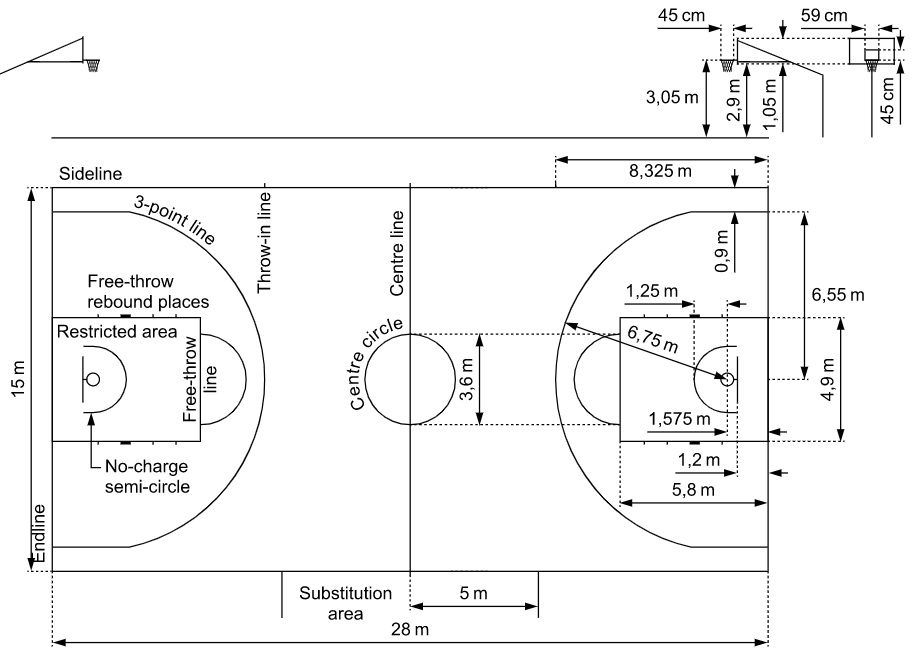 45 cm
59 cm
3,05 m
2,9 m
1,05 m
45 cm
Sideline
8,325 m
3-point line
Throw-in line
Centre line
0,9 m
Free-throw
rebound places
1,25 m
6,55 m
Restricted area
Centre circle
6,75 m
Free-throw
line
3,6 m
15 m
4,9 m
1,575 m
No-charge
semi-circle
1,2 m
5,8 m
Endline
Substitution
area
5 m
28 m